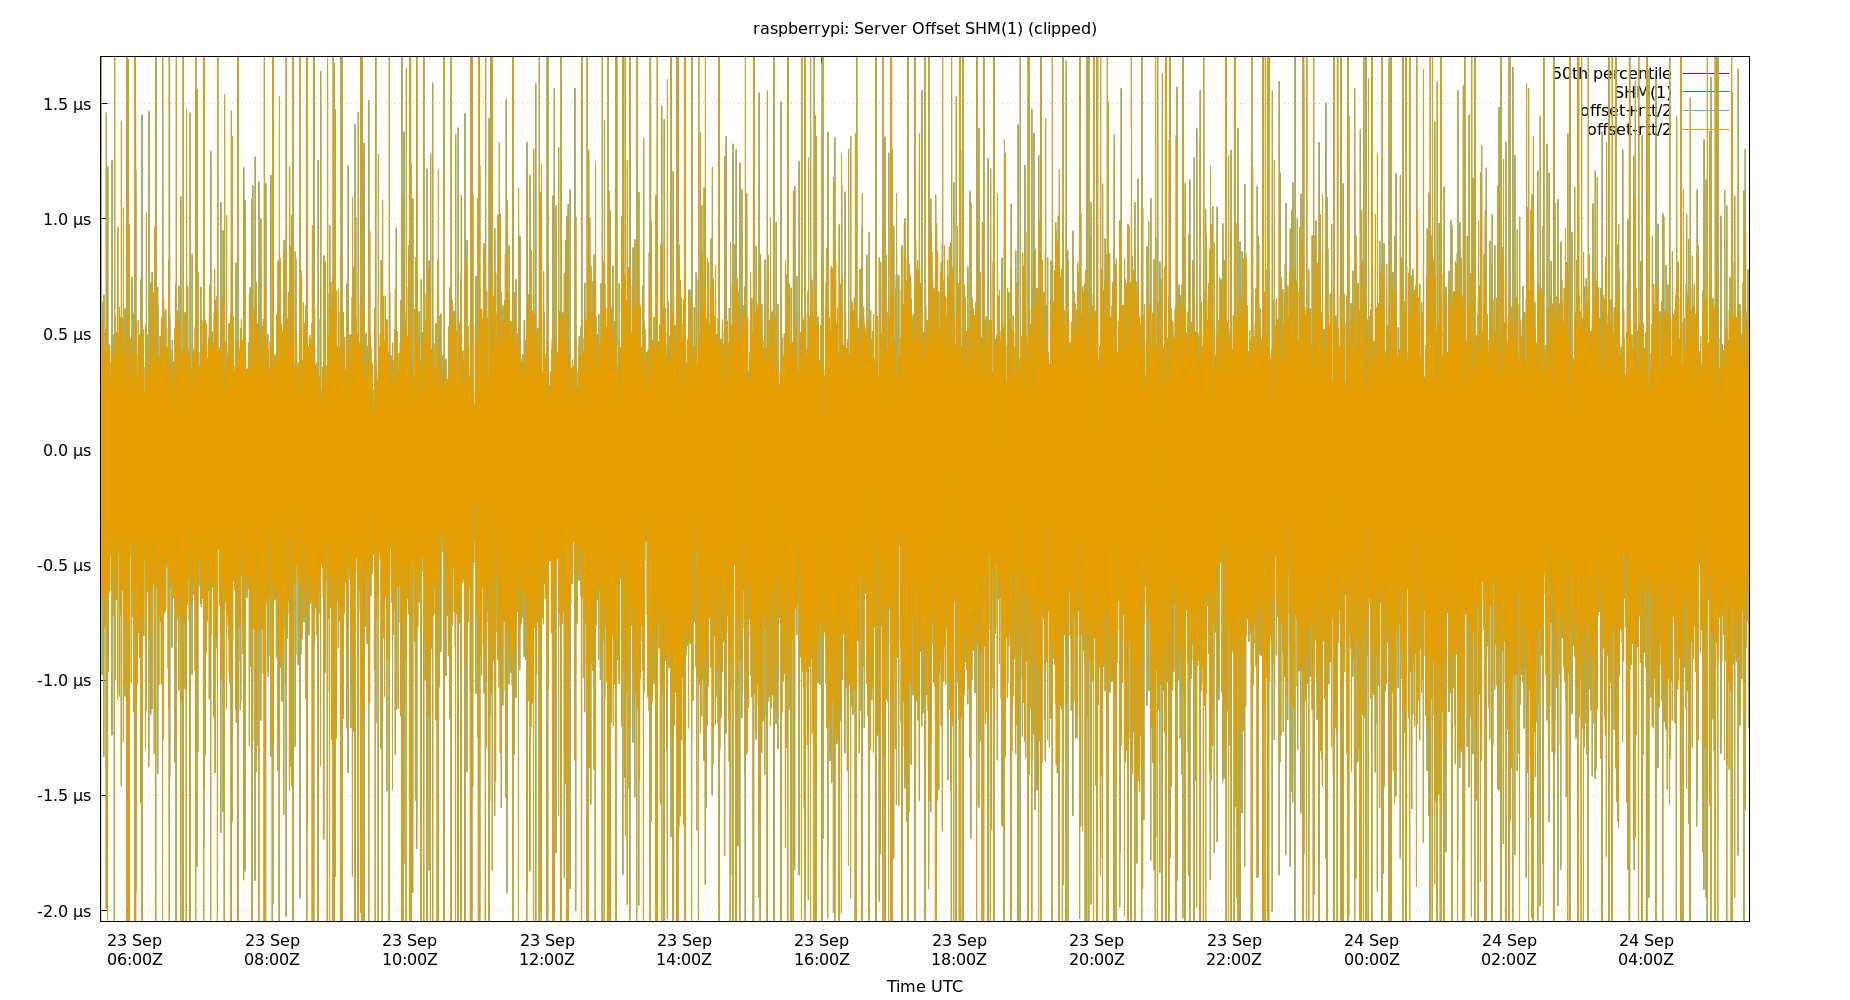 raspberrypi: Server Offset SHM(1) (clipped)
50th percentile
SHM(1)
offset+rtt/2
offset-rtt/2
1.5 µs
1.0 µs
0.5 µs
0.0 µs
-0.5 µs
-1.0 µs
-1.5 µs
-2.0 µs
23 Sep 23 Sep 23 Sep 23 Sep 23 Sep 23 Sep 23 Sep 23 Sep 23 Sep 24 Sep 24 Sep 24 Sep
06:00Z 08:00Z 10:00Z 12:00Z 14:00Z 16:00Z 18:00Z 20:00Z 22:00Z 00:00Z 02:00Z 04:00Z
Time UTC